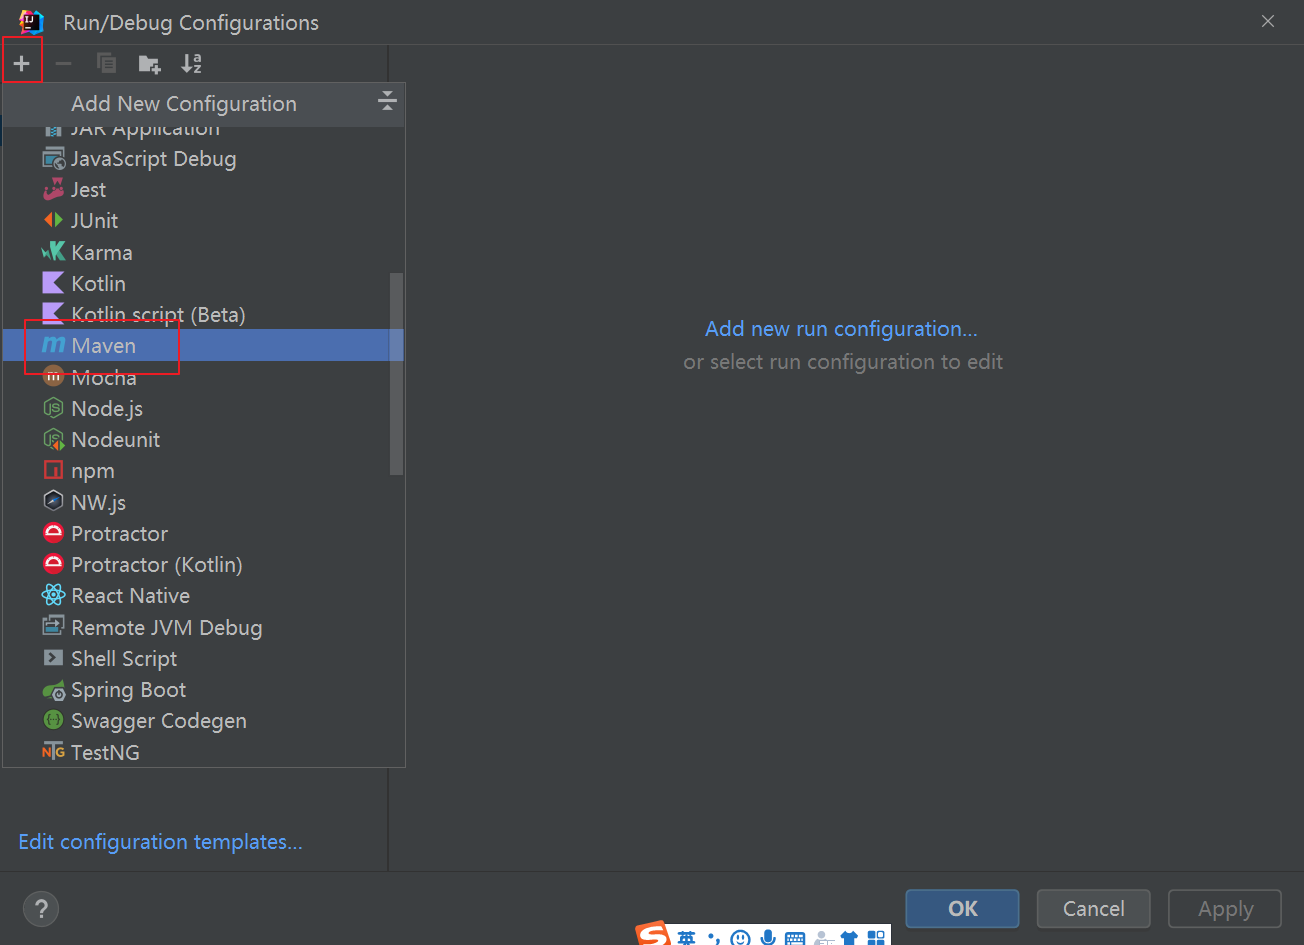 Run/Debug Configurations
Add New Configuration
JAR Application
JavaScript Debug
Jest
JUnit
Karma
Kotlin
Kotlin script (Beta)
Maven
Mocha
Node.js
Nodeunit
npm
NW.js
Protractor
Protractor (Kotlin)
React Native
Remote JVM Debug
Shell Script
Spring Boot
Swagger Codegen
TestNG
Add new run configuration...
or select run configuration to edit
Edit configuration templates...
?
OK
Cancel
Apply
英